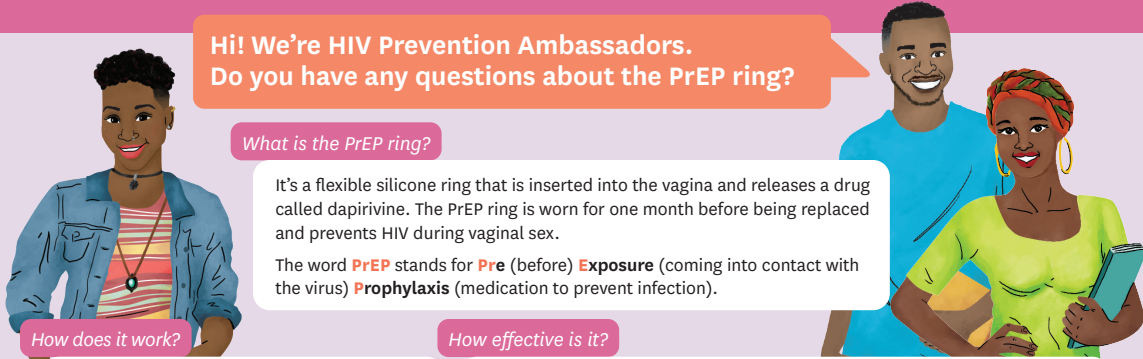 Hi! We're HIV Prevention Ambassadors.
Do you have any questions about the PrEP ring?
What is the PrEP ring?
It's a flexible silicone ring that is inserted into the vagina and releases a drug
called dapirivine. The PrEP ring is worn for one month before being replaced
and prevents HIV during vaginal sex.
The word PrEP stands for Pre (before) Exposure (coming into contact with
the virus) Prophylaxis (medication to prevent infection).
How does it work?
How effective is it?